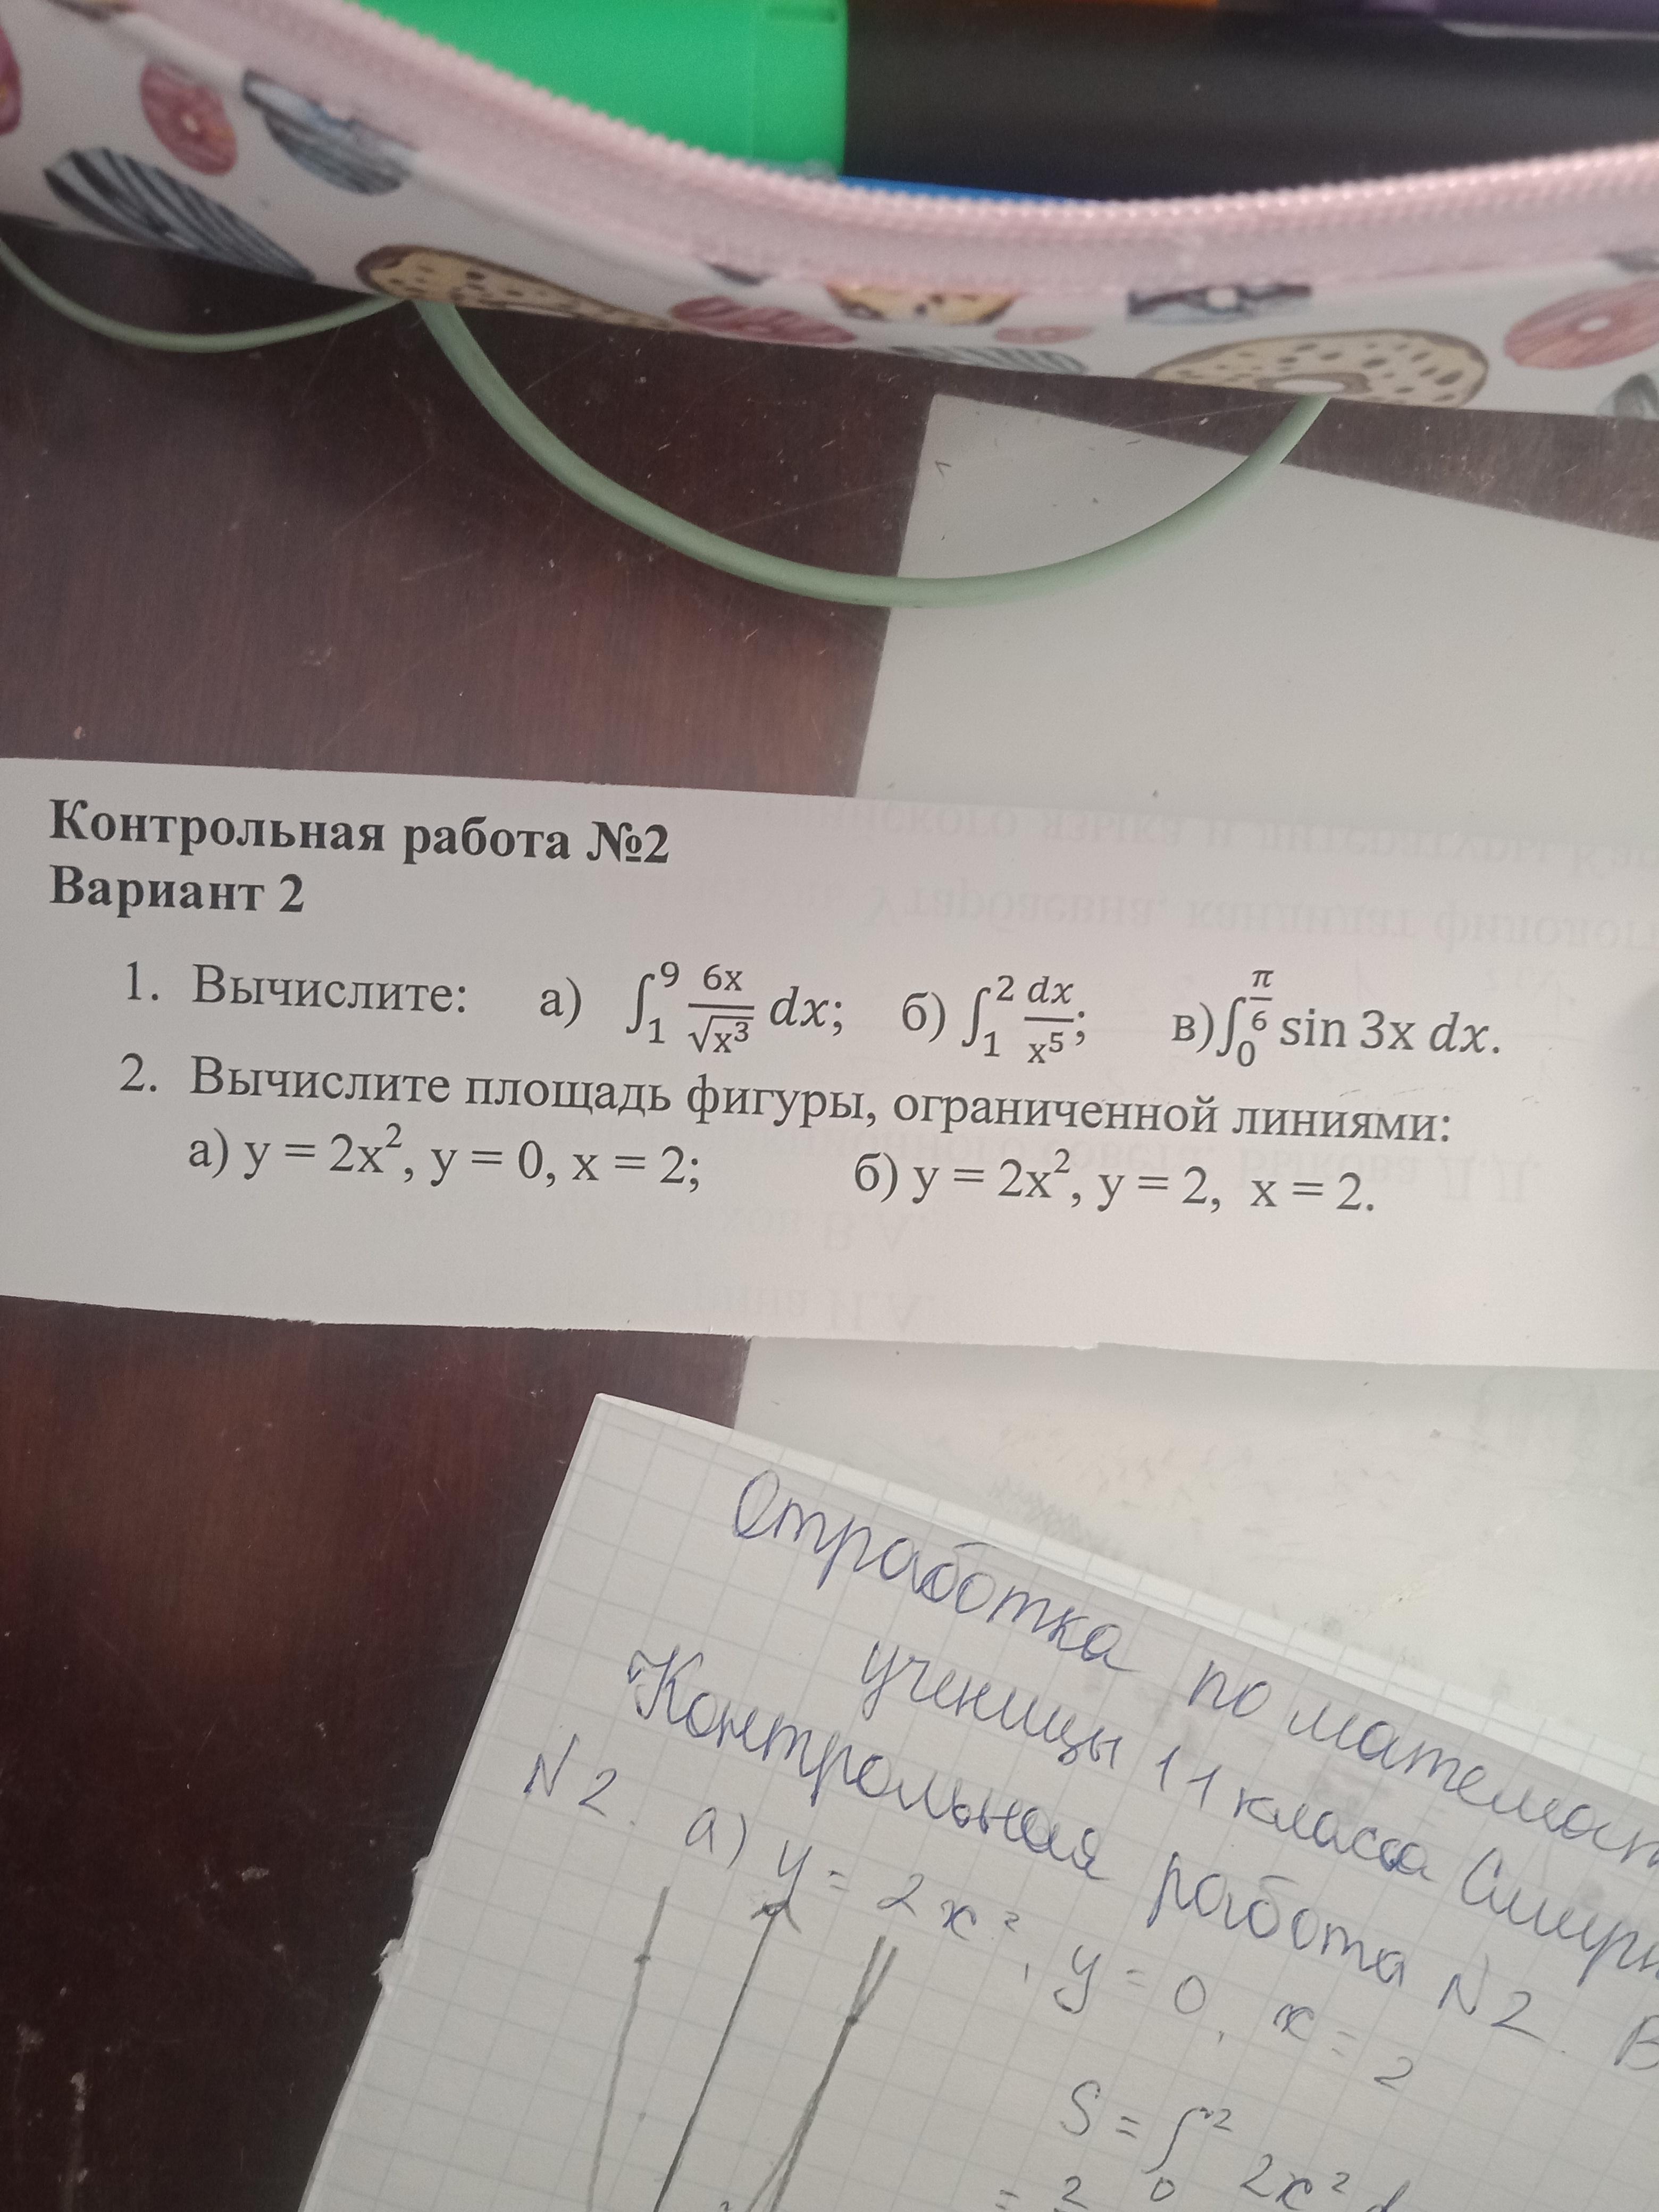 Контрольная работа №2
Вариант 2
1. Вычислите: а) ∫₁⁹ 6x/√x³ dx; б) ∫₁² dx/x⁵; в) ∫₀^(π/6) sin 3x dx.
2. Вычислите площадь фигуры, ограниченной линиями:
а) y = 2x², y = 0, x = 2; б) y = 2x², y = 2, x = 2.
Отработка по
ученицы 11 класса
Контрольная работа N2.
N2. а) y = 2x², y = 0, x = 2
S = ∫₀² 2x²
= 2